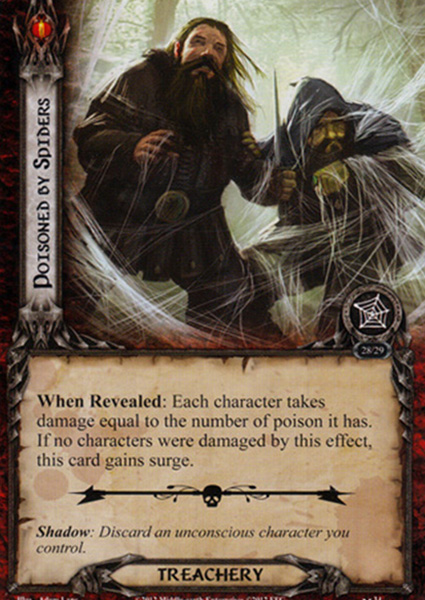 Poisoned by Spiders
28/29
When Revealed: Each character takes
damage equal to the number of poison it has.
If no characters were damaged by this effect,
this card gains surge.
Shadow: Discard an unconscious character you
control.
TREACHERY